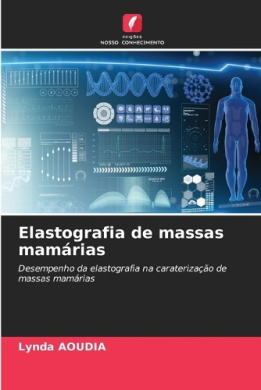 edições
NOSSO CONHECIMENTO
Elastografia de massas
mamárias
Desempenho da elastografia na caraterização de
massas mamárias
Lynda AOUDIA